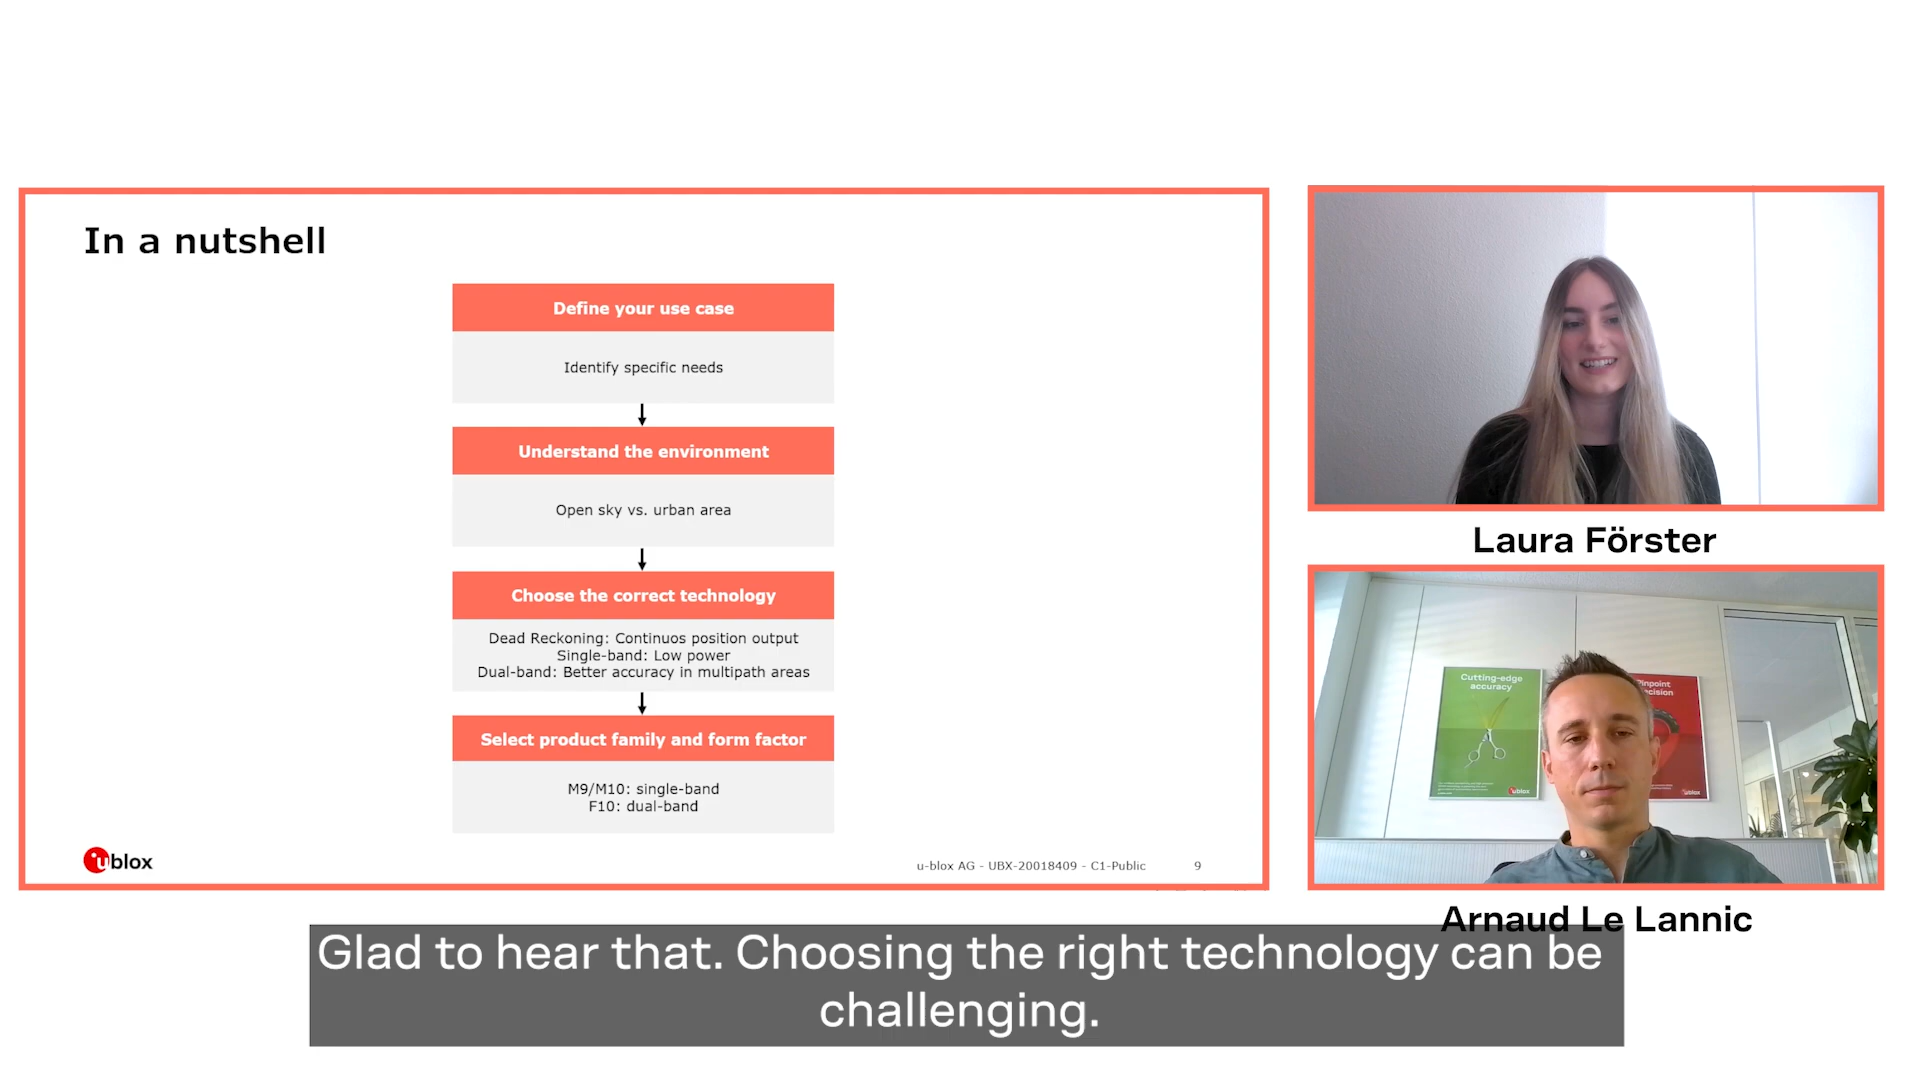 In a nutshell
Define your use case
Identify specific needs
Understand the environment
Open sky vs. urban area
Choose the correct technology
Dead Reckoning: Continuos position output
Single-band: Low power
Dual-band: Better accuracy in multipath areas
Select product family and form factor
M9/M10: single-band
F10: dual-band
ublox
u-blox AG - UBX-20018409 - C1-Public
9
Laura Förster
Cutting-edge
accuracy
ublox
ublox
Arnaud Le Lannic
Glad to hear that. Choosing the right technology can be
challenging.